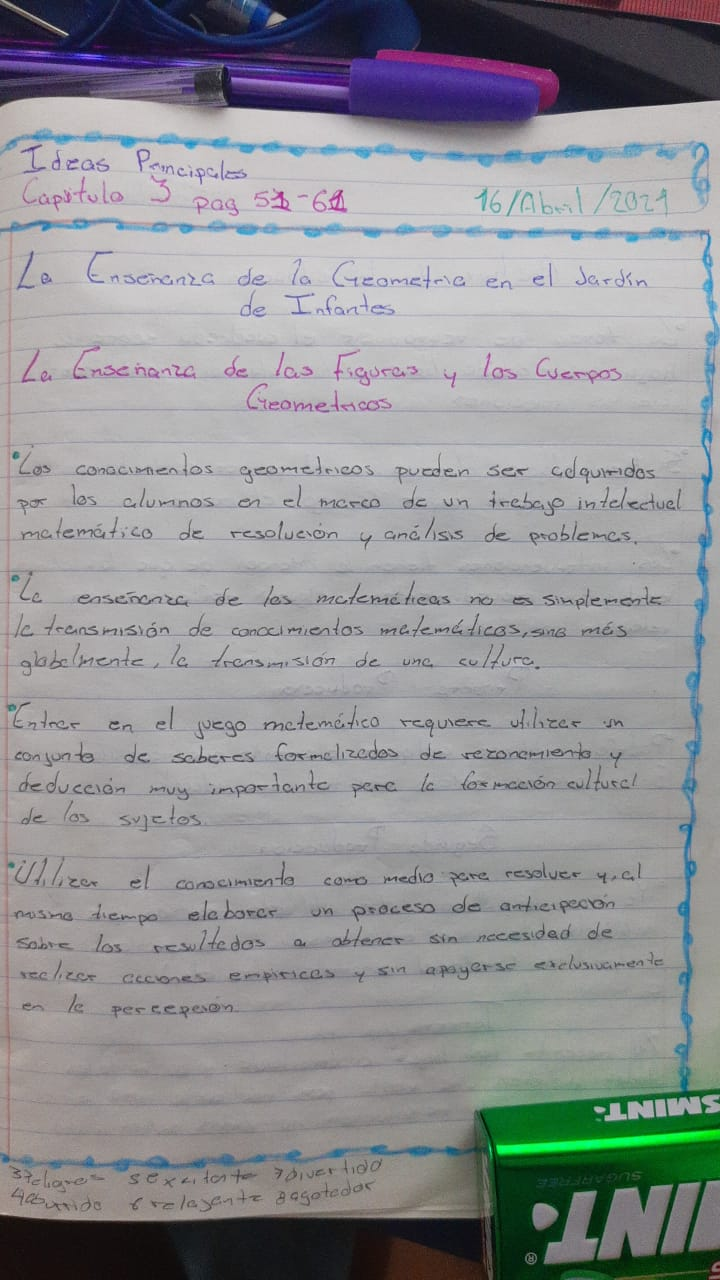 Ideas Principales
Capítulo 3 pag 51-61
16/Abril/2021
La Enseñanza de la Geometria en el Jardín
de Infantes
La Enseñanza de las Figuras y los Cuerpos
Geometricos
•Los conocimientos geometricos pueden ser adquiridos
por los alumnos en el marco de un trabajo intelectual
matemático de resolución y análisis de problemas.
•La enseñanza de las matemáticas no es simplemente
la transmisión de conocimientos matemáticos, sino más
globalmente, la transmisión de una cultura.
•Entrar en el juego matemático requiere utilizar un
conjunto de saberes formalizados de razonamiento y
deducción muy importante para la formación cultural
de los sujetos.
•Utilizar el conocimiento como medio para resolver y, al
mismo tiempo elaborar un proceso de anticipación
sobre los resultados a obtener sin necesidad de
realizar acciones empiricas y sin apoyarse exclusivamente
en la percepción.
5 exitante 7 divertido
4 aburrido 6 relajante 8 agotador
SMINT
SUGARFREE
MINT®